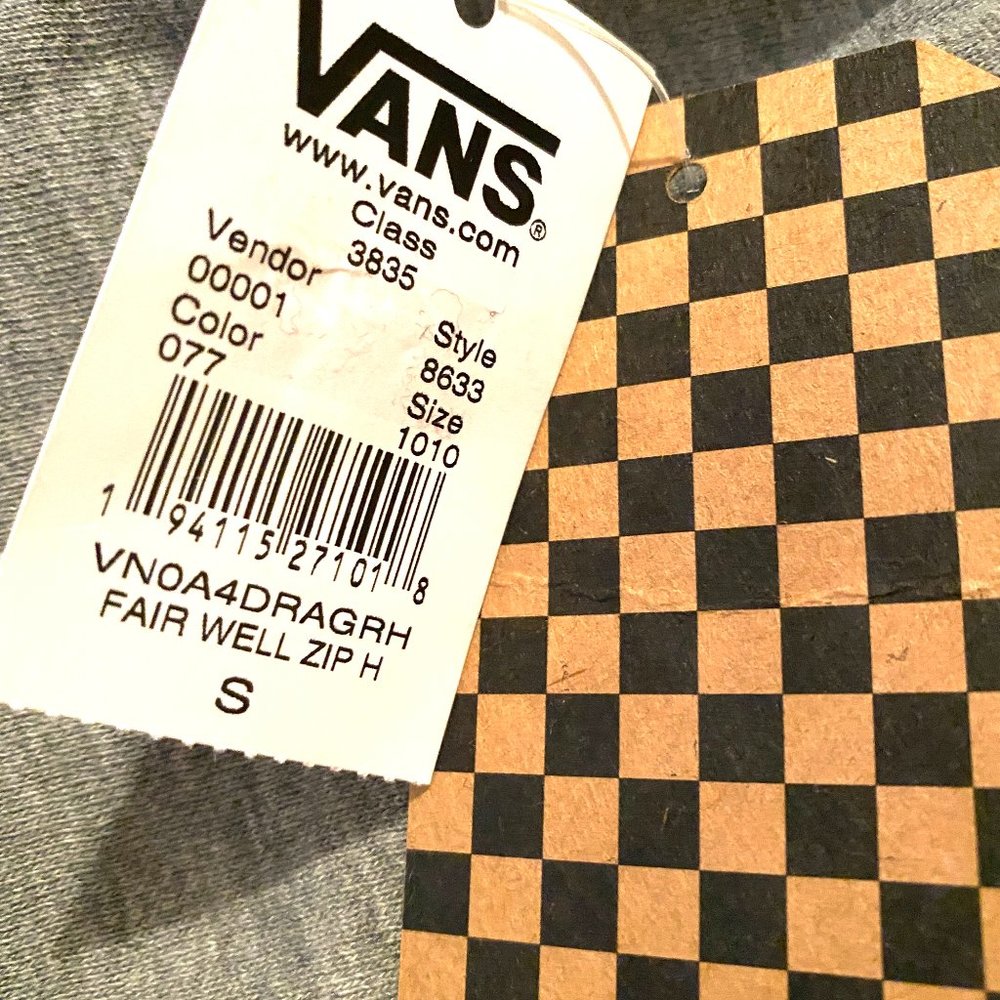 VANS®
www.vans.com
Class
3835
Vendor
00001
Style
8633
Color
077
Size
1010
1 94115 27101 8
VN0A4DRAGRH
FAIR WELL ZIP H
S